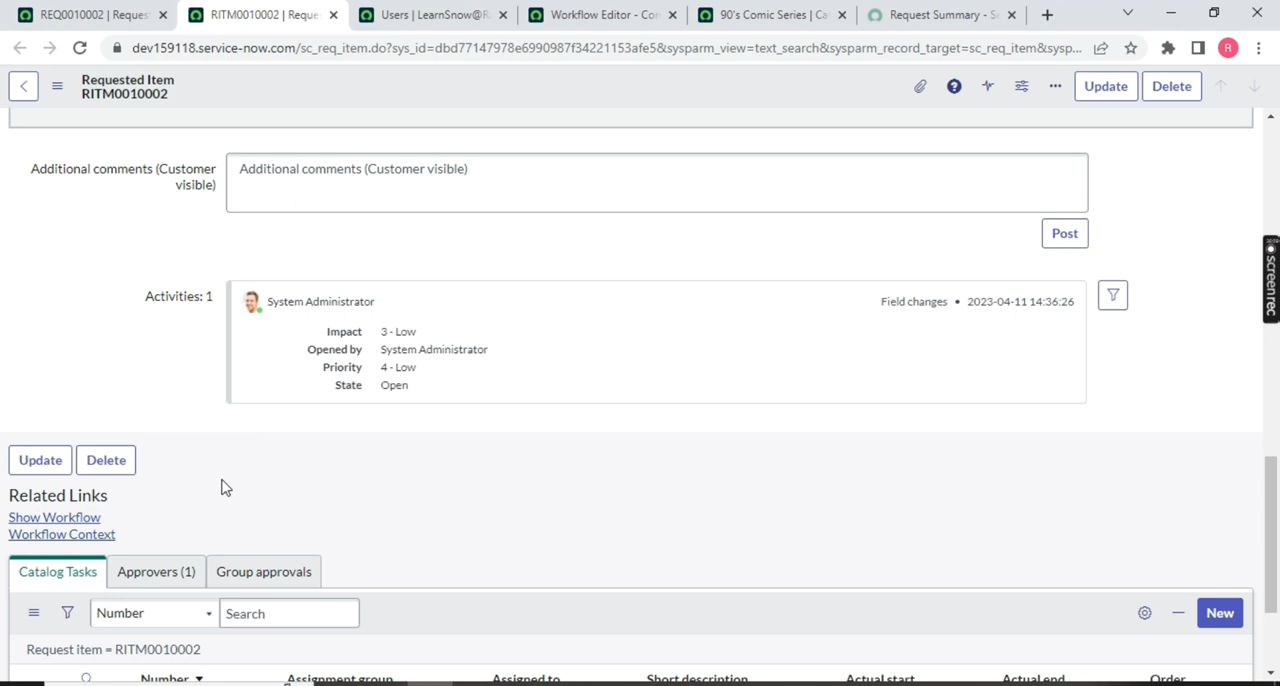 REQ0010002 | Request
RITM0010002 | Reque
Users | LearnSnow@R
Workflow Editor - Con
90's Comic Series | Ca
Request Summary - Se
dev159118.service-now.com/sc_req_item.do?sys_id=dbd77147978e6990987f34221153afe5&sysparm_view=text_search&sysparm_record_target=sc_req_item&sysp...
R
Requested Item
RITM0010002
Update
Delete
Additional comments (Customer visible)
Additional comments (Customer visible)
Post
Activities: 1
System Administrator
Field changes • 2023-04-11 14:36:26
Impact 3 - Low
Opened by System Administrator
Priority 4 - Low
State Open
screenrec
Update
Delete
Related Links
Show Workflow
Workflow Context
Catalog Tasks
Approvers (1)
Group approvals
Number
Search
New
Request item = RITM0010002
Number
Assignment group
Assigned to
Short description
Actual start
Actual end
Order